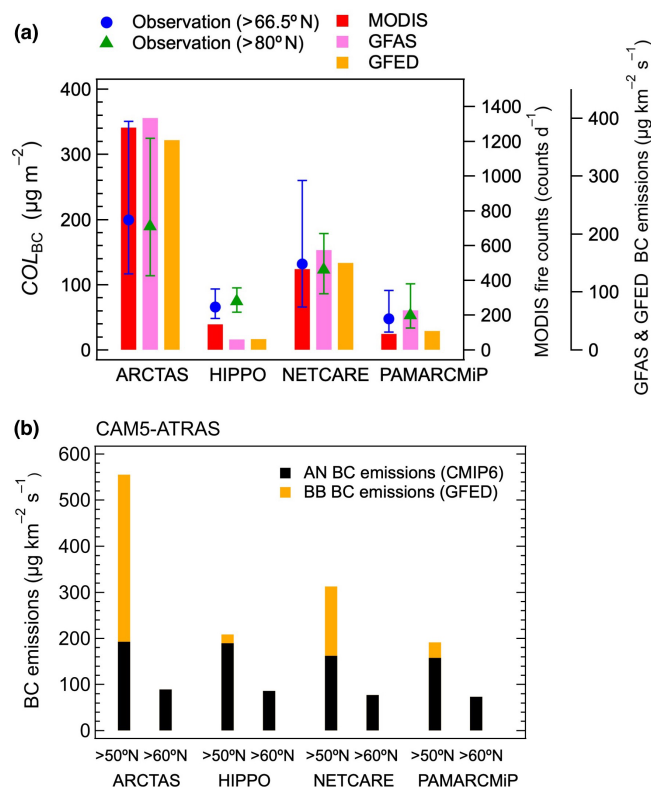 (a)
Observation (>66.5º N)
Observation (>80º N)
MODIS
GFAS
GFED
COL_BC (µg m⁻²)
400
300
200
100
0
ARCTAS HIPPO NETCARE PAMARCMiP
1400
1200
1000
800
600
400
200
0
MODIS fire counts (counts d⁻¹)
400
300
200
100
0
GFAS & GFED BC emissions (µg km⁻² s⁻¹)
(b)
CAM5-ATRAS
AN BC emissions (CMIP6)
BB BC emissions (GFED)
BC emissions (µg km⁻² s⁻¹)
600
500
400
300
200
100
0
>50ºN >60ºN >50ºN >60ºN >50ºN >60ºN >50ºN >60ºN
ARCTAS HIPPO NETCARE PAMARCMiP